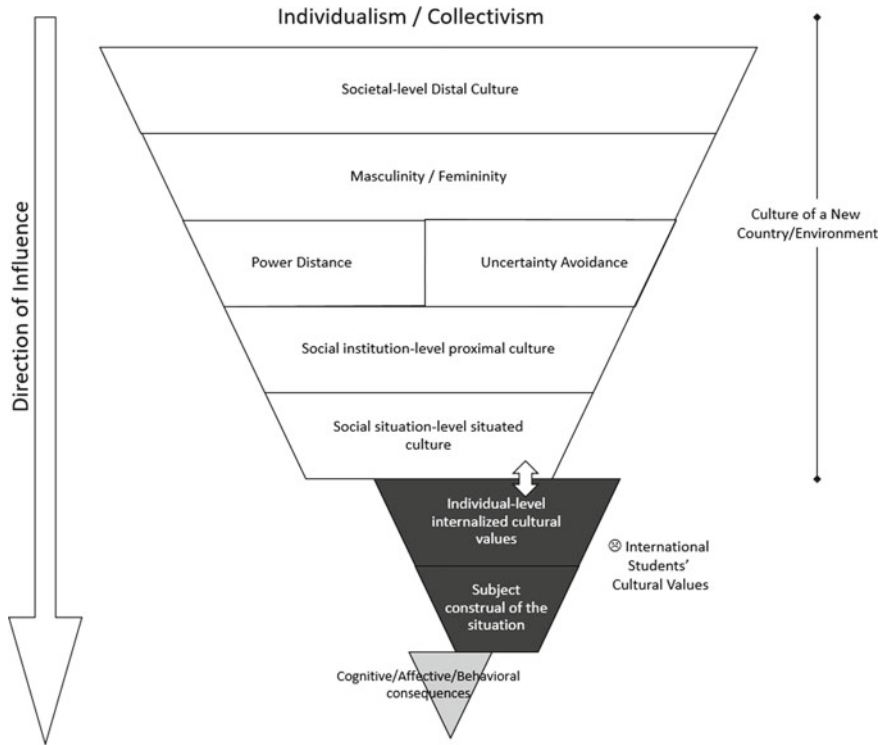 Individualism / Collectivism
Societal-level Distal Culture
Masculinity / Femininity
Power Distance
Uncertainty Avoidance
Social institution-level proximal culture
Social situation-level situated
culture
Individual-level
internalized cultural
values
Subject
construal of the
situation
Cognitive/Affective/Behavioral
consequences
Direction of Influence
Culture of a New
Country/Environment
☹ International
Students'
Cultural Values